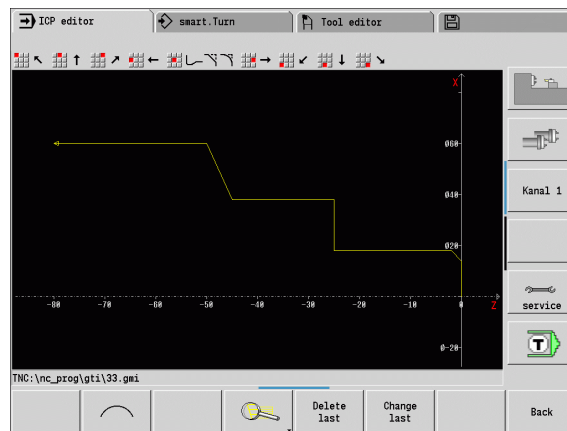 ICP editor
smart.Turn
Tool editor
X
Ø60
Ø40
Ø20
-80 -70 -60 -50 -40 -30 -20 -10 0 Z
Ø-20
Kanal 1
service
T
TNC:\nc_prog\gti\33.gmi
Delete last
Change last
Back